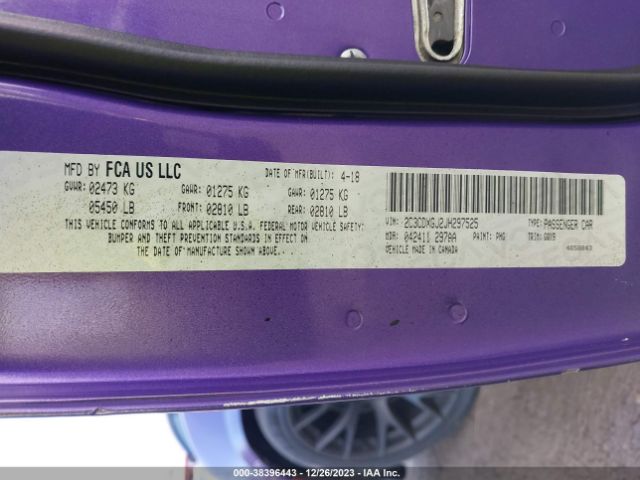 MFD BY FCA US LLC DATE OF MFR(BUILT): 4-18
GVWR: 02473 KG GAWR: 01275 KG GAWR: 01275 KG
05450 LB FRONT: 02810 LB REAR: 02810 LB
THIS VEHICLE CONFORMS TO ALL APPLICABLE U.S.A. FEDERAL MOTOR VEHICLE SAFETY,
BUMPER AND THEFT PREVENTION STANDARDS IN EFFECT ON
THE DATE OF MANUFACTURE SHOWN ABOVE. . . .
VIN: 2C3CDXGJ2JH297525 TYPE: PASSENGER CAR
MDH: 042411 297AA PAINT: PHG TRIM: GDX9
VEHICLE MADE IN CANADA
000-38396443 - 12/26/2023 - IAA Inc.